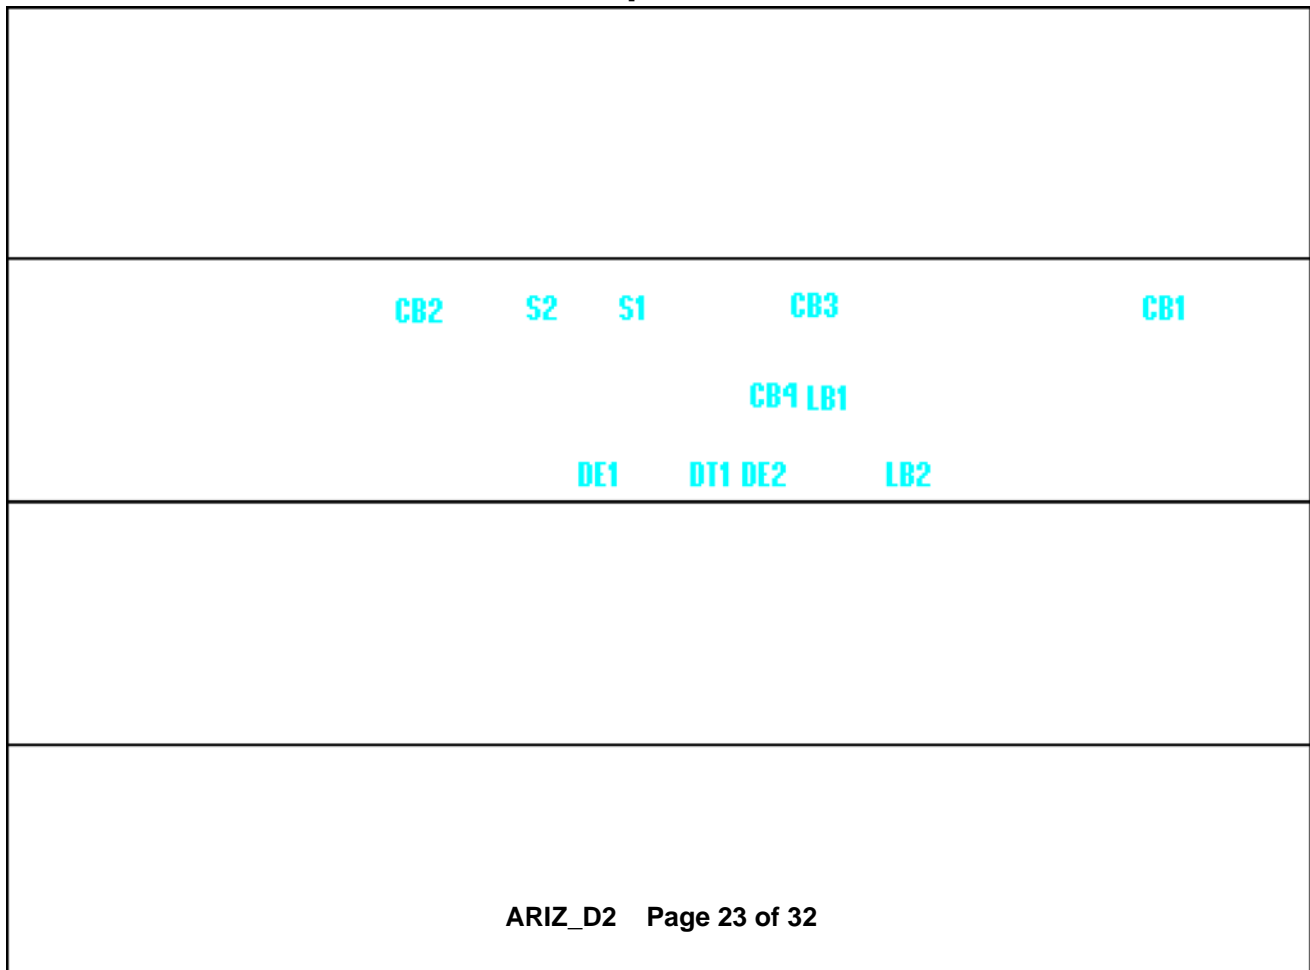 CB2 S2 S1 CB3 CB1
CB4 LB1
DE1 DT1 DE2 LB2
ARIZ_D2 Page 23 of 32